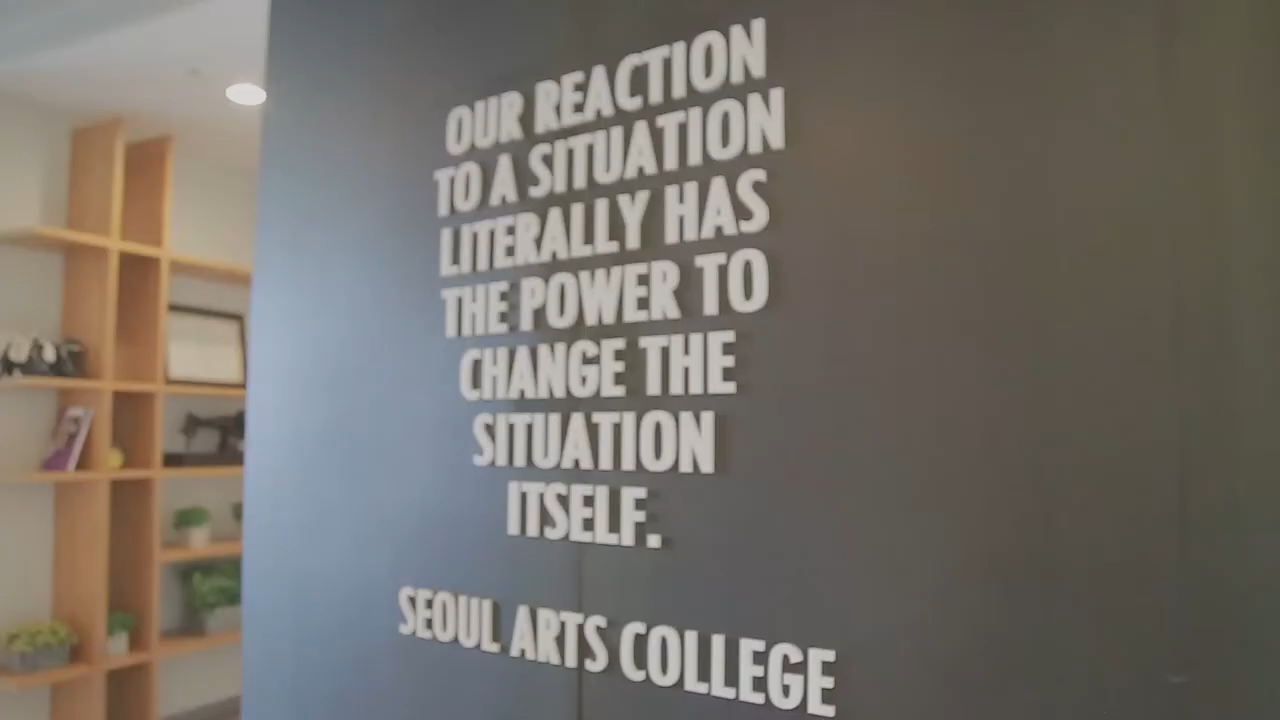 OUR REACTION
TO A SITUATION
LITERALLY HAS
THE POWER TO
CHANGE THE
SITUATION
ITSELF.
SEOUL ARTS COLLEGE